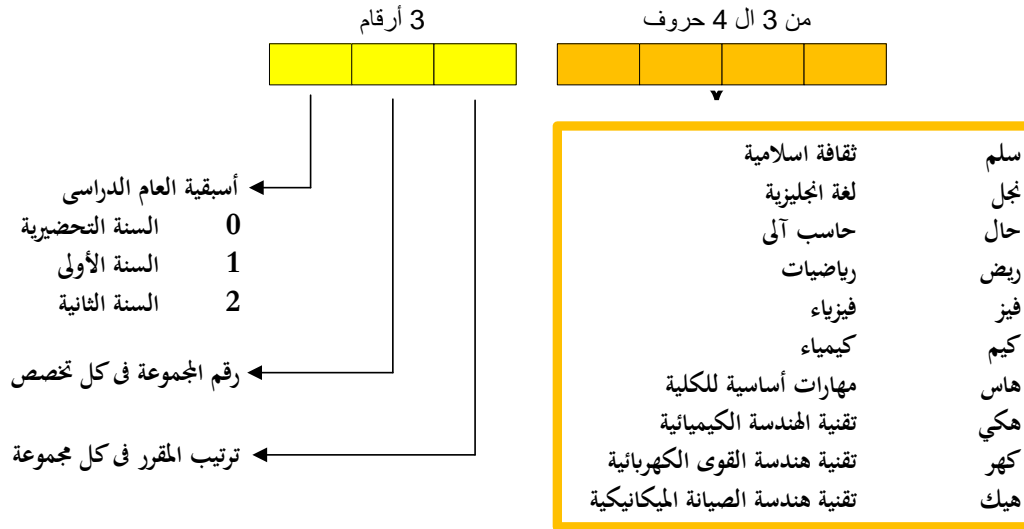 من 3 ال 4 حروف
3 أرقام
سلم ثقافة اسلامية
نجل لغة انجليزية
حال حاسب آلى
ريض رياضيات
فيز فيزياء
كيم كيمياء
هاس مهارات أساسية للكلية
هكي تقنية الهندسة الكيميائية
كهر تقنية هندسة القوى الكهربائية
هيك تقنية هندسة الصيانة الميكانيكية
أسبقية العام الدراسى
0 السنة التحضيرية
1 السنة الأولى
2 السنة الثانية
رقم المجموعة فى كل تخصص
ترتيب المقرر فى كل مجموعة